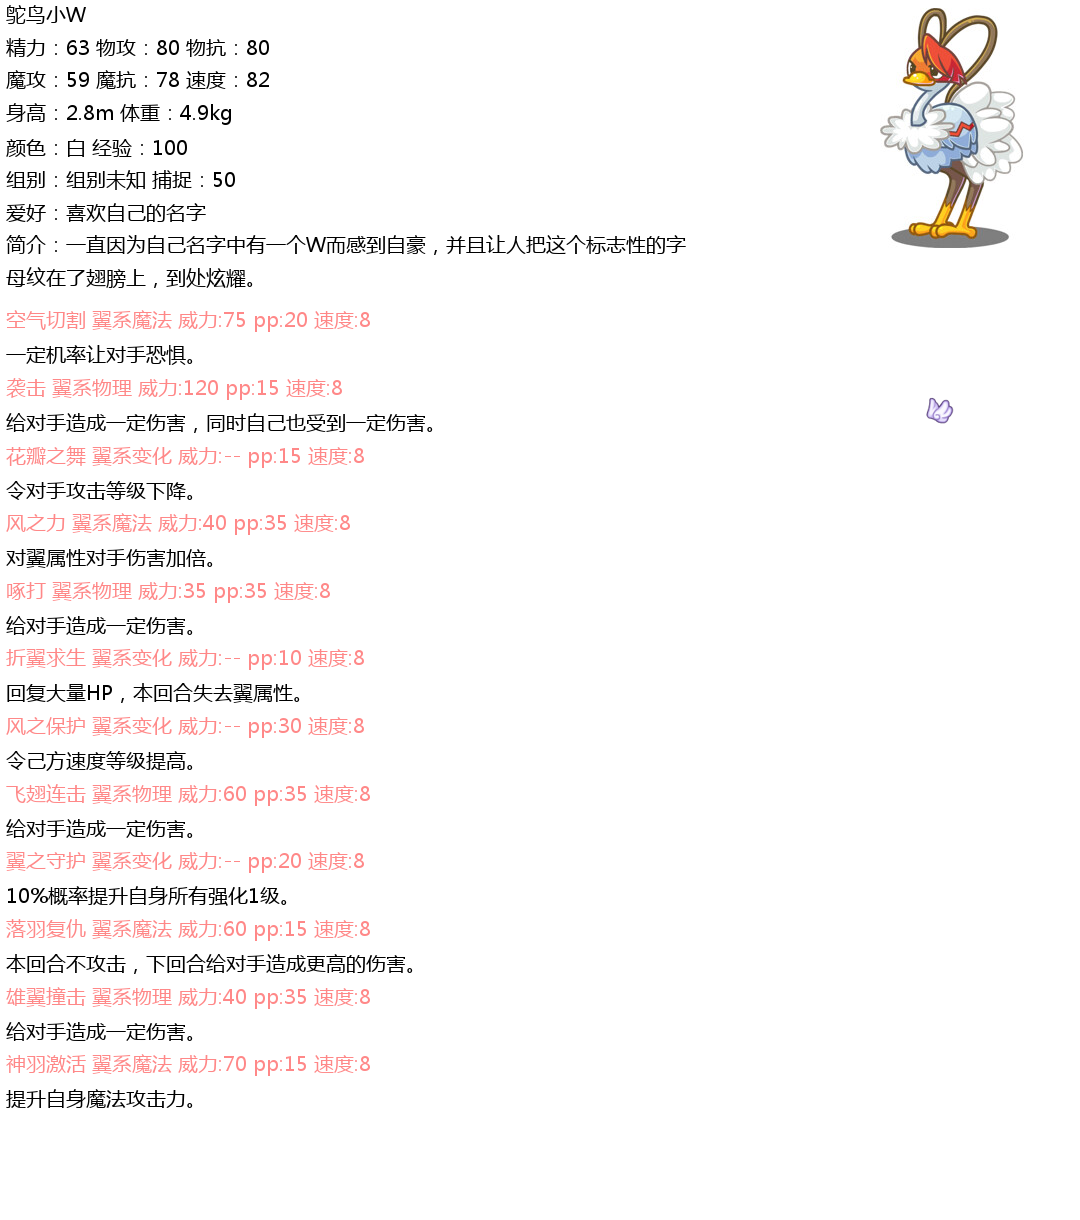 鸵鸟小W
精力：63 物攻：80 物抗：80
魔攻：59 魔抗：78 速度：82
身高：2.8m 体重：4.9kg
颜色：白 经验：100
组别：组别未知 捕捉：50
爱好：喜欢自己的名字
简介：一直因为自己名字中有一个W而感到自豪，并且让人把这个标志性的字
母纹在了翅膀上，到处炫耀。
空气切割 翼系魔法 威力:75 pp:20 速度:8
一定机率让对手恐惧。
袭击 翼系物理 威力:120 pp:15 速度:8
给对手造成一定伤害，同时自己也受到一定伤害。
花瓣之舞 翼系变化 威力:-- pp:15 速度:8
令对手攻击等级下降。
风之力 翼系魔法 威力:40 pp:35 速度:8
对翼属性对手伤害加倍。
啄打 翼系物理 威力:35 pp:35 速度:8
给对手造成一定伤害。
折翼求生 翼系变化 威力:-- pp:10 速度:8
回复大量HP，本回合失去翼属性。
风之保护 翼系变化 威力:-- pp:30 速度:8
令己方速度等级提高。
飞翅连击 翼系物理 威力:60 pp:35 速度:8
给对手造成一定伤害。
翼之守护 翼系变化 威力:-- pp:20 速度:8
10%概率提升自身所有强化1级。
落羽复仇 翼系魔法 威力:60 pp:15 速度:8
本回合不攻击，下回合给对手造成更高的伤害。
雄翼撞击 翼系物理 威力:40 pp:35 速度:8
给对手造成一定伤害。
神羽激活 翼系魔法 威力:70 pp:15 速度:8
提升自身魔法攻击力。